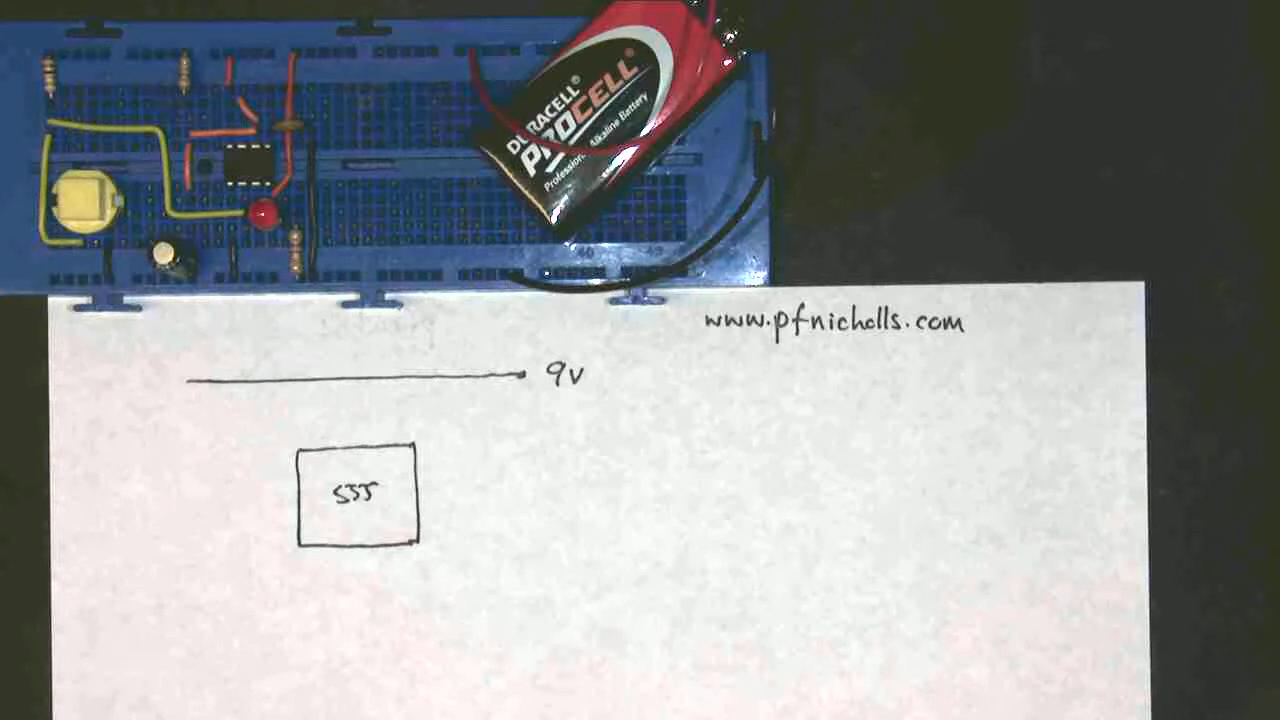 DURACELL®
PROCELL®
Professional Alkaline Battery
www.pfnicholls.com
9v
555